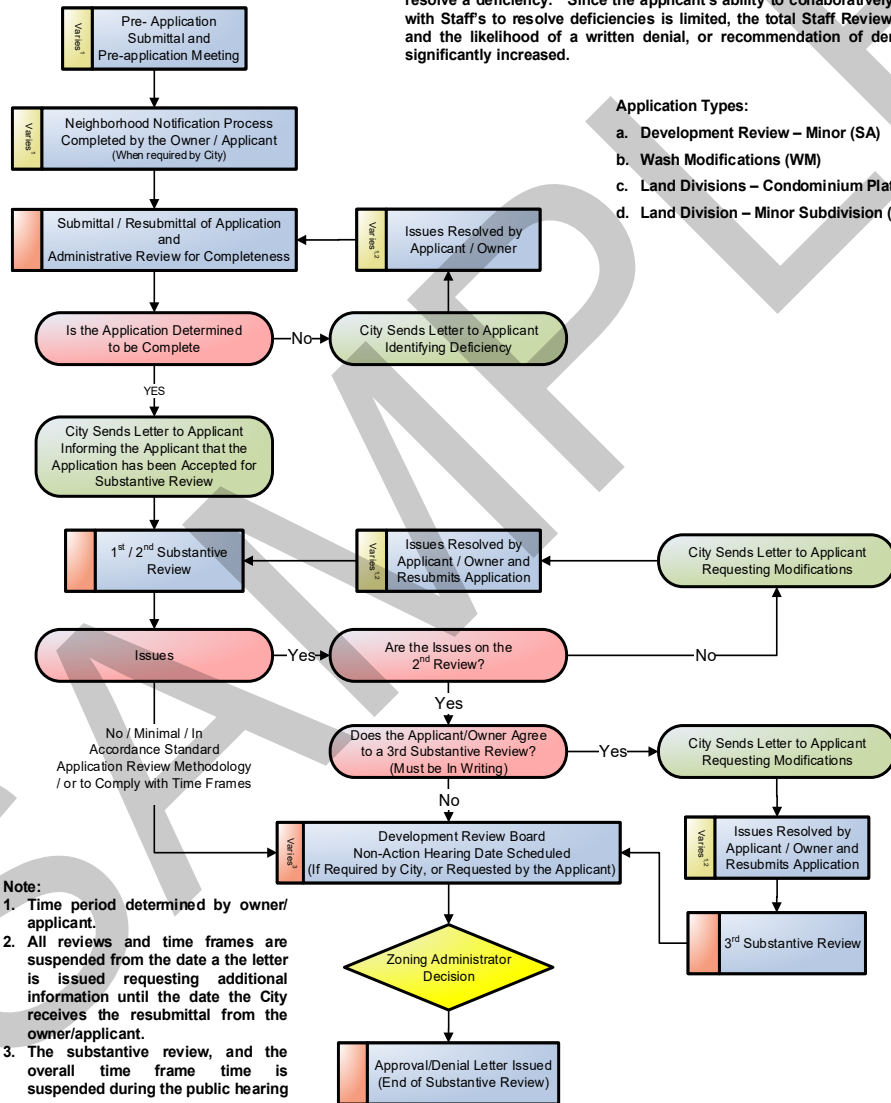 resolve a deficiency. Since the applicant's ability to collaboratively
with Staff's to resolve deficiencies is limited, the total Staff Review
and the likelihood of a written denial, or recommendation of
significantly increased.
Pre- Application
Submittal and
Pre-application Meeting
Varies1
Application Types:
a. Development Review – Minor (SA)
b. Wash Modifications (WM)
c. Land Divisions – Condominium
d. Land Division – Minor Subdivision
Neighborhood Notification Process
Completed by the Owner / Applicant
(When required by City)
Varies1
Submittal / Resubmittal of Application
and
Administrative Review for Completeness
Issues Resolved by
Applicant / Owner
Varies1,2
Is the Application Determined
to be Complete
No
City Sends Letter to Applicant
Identifying Deficiency
YES
City Sends Letter to Applicant
Informing the Applicant that the
Application has been Accepted for
Substantive Review
1st / 2nd Substantive
Review
Issues Resolved by
Applicant / Owner and
Resubmits Application
Varies1,2
City Sends Letter to Applicant
Requesting Modifications
Issues
Yes
Are the Issues on the
2nd Review?
No
Yes
No / Minimal / In
Accordance Standard
Application Review Methodology
/ or to Comply with Time Frames
Does the Applicant/Owner Agree
to a 3rd Substantive Review?
(Must be In Writing)
Yes
City Sends Letter to Applicant
Requesting Modifications
No
Development Review Board
Non-Action Hearing Date Scheduled
(If Required by City, or Requested by the Applicant)
Varies3
Issues Resolved by
Applicant / Owner and
Resubmits Application
Varies1,2
3rd Substantive Review
Zoning Administrator
Decision
Approval/Denial Letter Issued
(End of Substantive Review)
Note:
1. Time period determined by owner/
applicant.
2. All reviews and time frames are
suspended from the date a the letter
is issued requesting additional
information until the date the City
receives the resubmittal from the
owner/applicant.
3. The substantive review, and the
overall time frame time is
suspended during the public hearing
SAMPLE